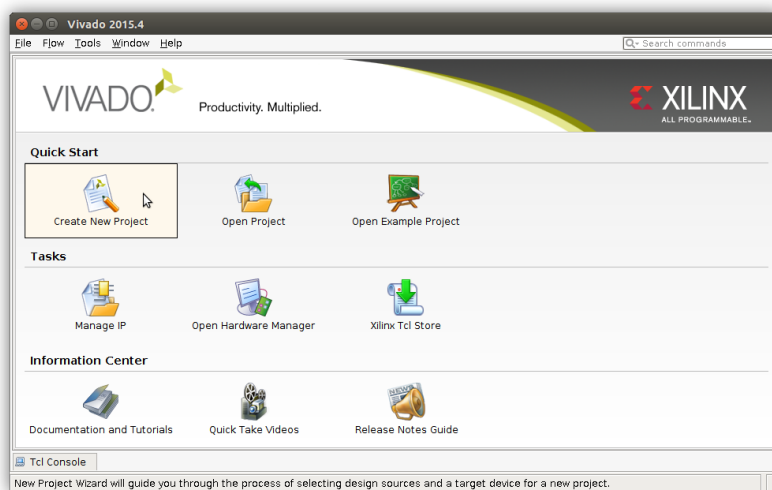 Vivado 2015.4
File Flow Tools Window Help
Search commands
VIVADO.
Productivity. Multiplied.
XILINX
ALL PROGRAMMABLE.
Quick Start
Create New Project
Open Project
Open Example Project
Tasks
Manage IP
Open Hardware Manager
Xilinx Tcl Store
Information Center
NEWS
Documentation and Tutorials
Quick Take Videos
Release Notes Guide
Tcl Console
New Project Wizard will guide you through the process of selecting design sources and a target device for a new project.